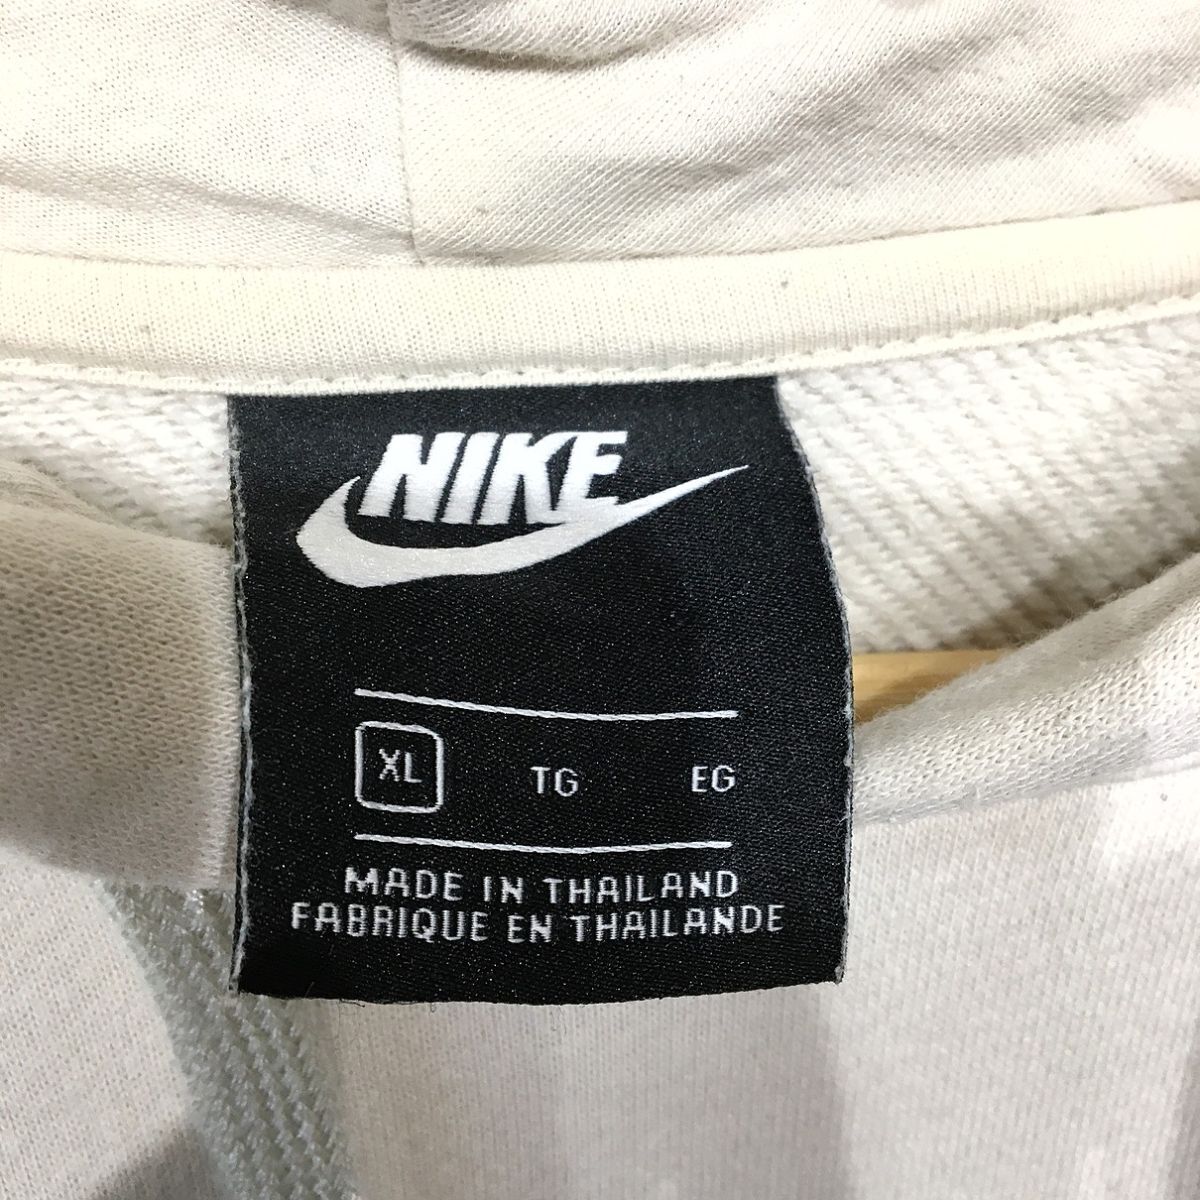 NIKE
XL TG EG
MADE IN THAILAND
FABRIQUE EN THAILANDE